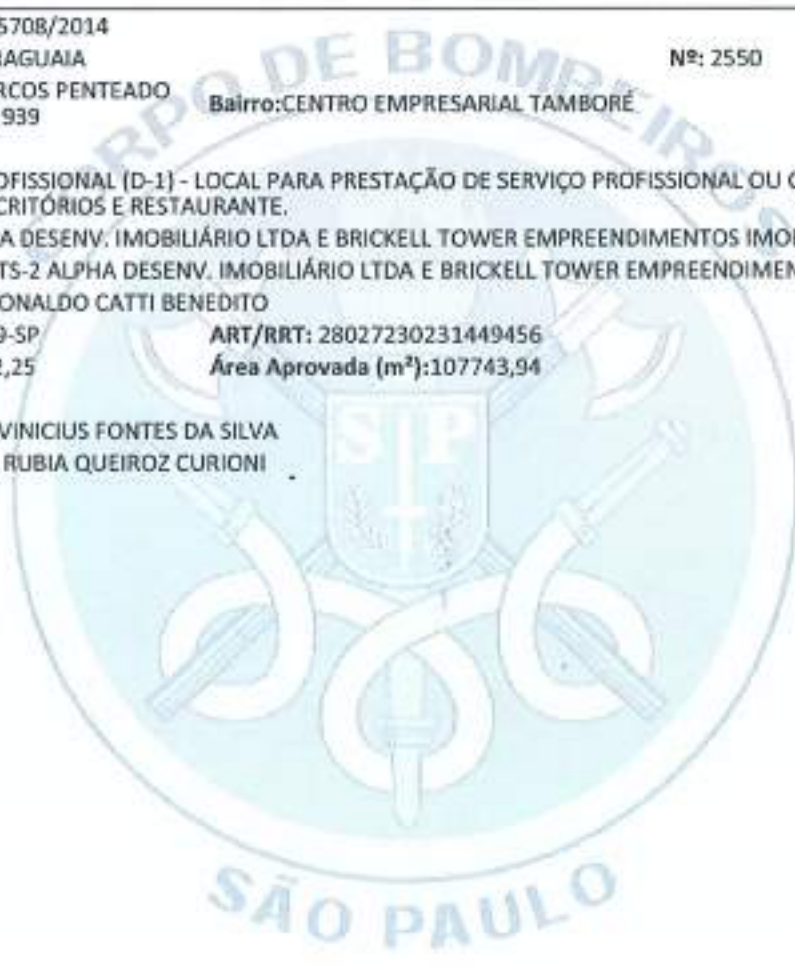 5708/2014
RAGUAIA Nº: 2550
RCOS PENTEADO
939 Bairro:CENTRO EMPRESARIAL TAMBORÉ
OFISSIONAL (D-1) - LOCAL PARA PRESTAÇÃO DE SERVIÇO PROFISSIONAL OU C
CRITÓRIOS E RESTAURANTE.
A DESENV. IMOBILIÁRIO LTDA E BRICKELL TOWER EMPREENDIMENTOS IMOB
TS-2 ALPHA DESENV. IMOBILIÁRIO LTDA E BRICKELL TOWER EMPREENDIMEN
ONALDO CATTI BENEDITO
9-SP ART/RRT: 28027230231449456
2,25 Área Aprovada (m²):107743,94
VINICIUS FONTES DA SILVA
RUBIA QUEIROZ CURIONI
CORPO DE BOMBEIROS
S P
SÃO PAULO